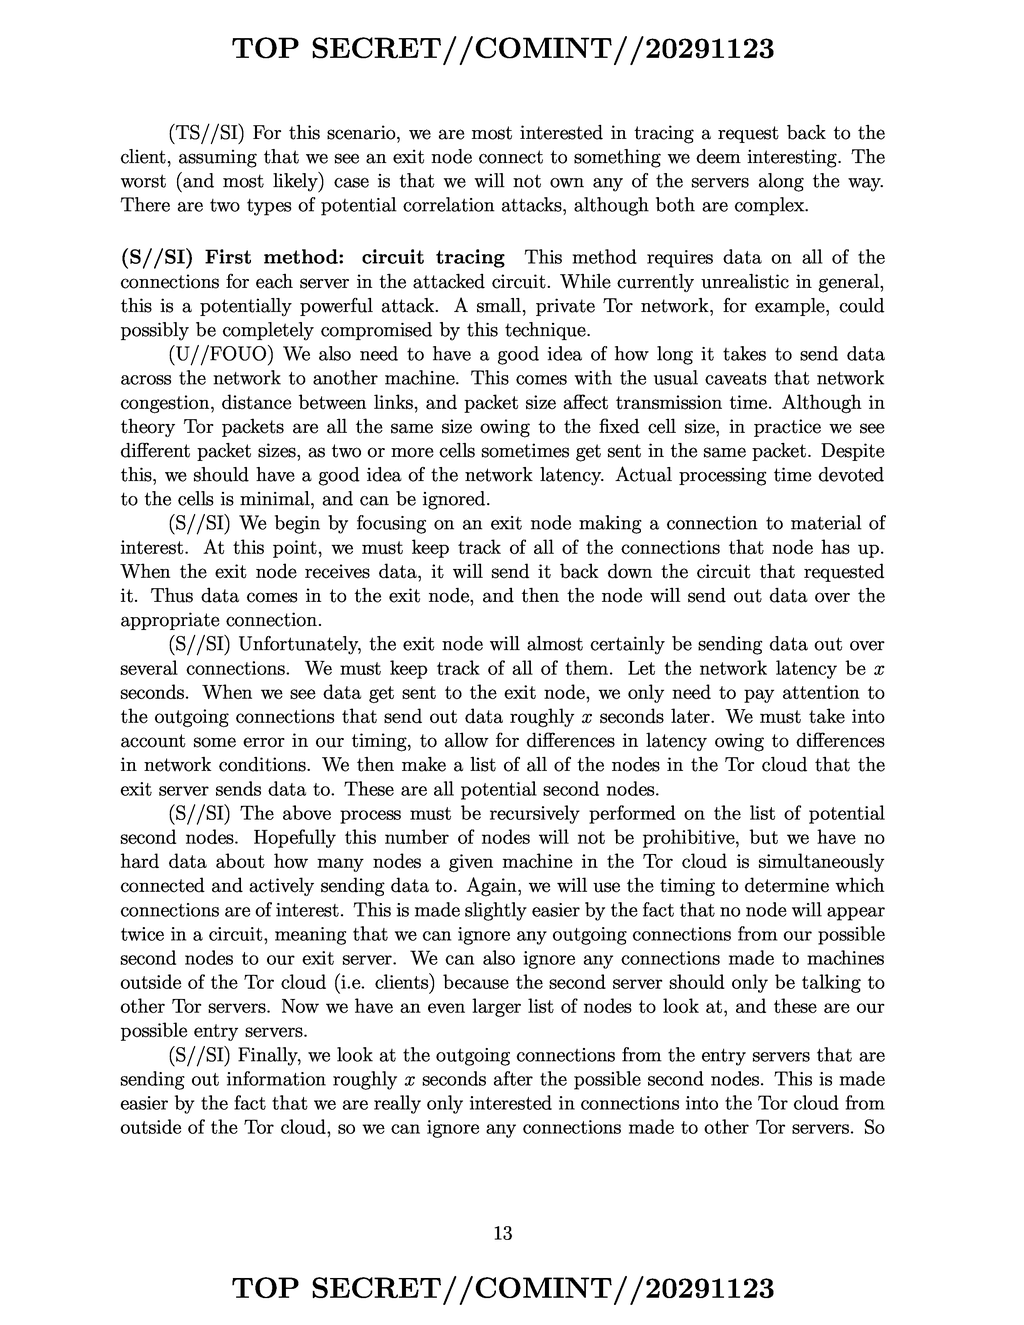 TOP SECRET//COMINT//20291123
(TS//SI) For this scenario, we are most interested in tracing a request back to the
client, assuming that we see an exit node connect to something we deem interesting. The
worst (and most likely) case is that we will not own any of the servers along the way.
There are two types of potential correlation attacks, although both are complex.
(S//SI) First method: circuit tracing This method requires data on all of the
connections for each server in the attacked circuit. While currently unrealistic in general,
this is a potentially powerful attack. A small, private Tor network, for example, could
possibly be completely compromised by this technique.
(U//FOUO) We also need to have a good idea of how long it takes to send data
across the network to another machine. This comes with the usual caveats that network
congestion, distance between links, and packet size affect transmission time. Although in
theory Tor packets are all the same size owing to the fixed cell size, in practice we see
different packet sizes, as two or more cells sometimes get sent in the same packet. Despite
this, we should have a good idea of the network latency. Actual processing time devoted
to the cells is minimal, and can be ignored.
(S//SI) We begin by focusing on an exit node making a connection to material of
interest. At this point, we must keep track of all of the connections that node has up.
When the exit node receives data, it will send it back down the circuit that requested
it. Thus data comes in to the exit node, and then the node will send out data over the
appropriate connection.
(S//SI) Unfortunately, the exit node will almost certainly be sending data out over
several connections. We must keep track of all of them. Let the network latency be x
seconds. When we see data get sent to the exit node, we only need to pay attention to
the outgoing connections that send out data roughly x seconds later. We must take into
account some error in our timing, to allow for differences in latency owing to differences
in network conditions. We then make a list of all of the nodes in the Tor cloud that the
exit server sends data to. These are all potential second nodes.
(S//SI) The above process must be recursively performed on the list of potential
second nodes. Hopefully this number of nodes will not be prohibitive, but we have no
hard data about how many nodes a given machine in the Tor cloud is simultaneously
connected and actively sending data to. Again, we will use the timing to determine which
connections are of interest. This is made slightly easier by the fact that no node will appear
twice in a circuit, meaning that we can ignore any outgoing connections from our possible
second nodes to our exit server. We can also ignore any connections made to machines
outside of the Tor cloud (i.e. clients) because the second server should only be talking to
other Tor servers. Now we have an even larger list of nodes to look at, and these are our
possible entry servers.
(S//SI) Finally, we look at the outgoing connections from the entry servers that are
sending out information roughly x seconds after the possible second nodes. This is made
easier by the fact that we are really only interested in connections into the Tor cloud from
outside of the Tor cloud, so we can ignore any connections made to other Tor servers. So
13
TOP SECRET//COMINT//20291123